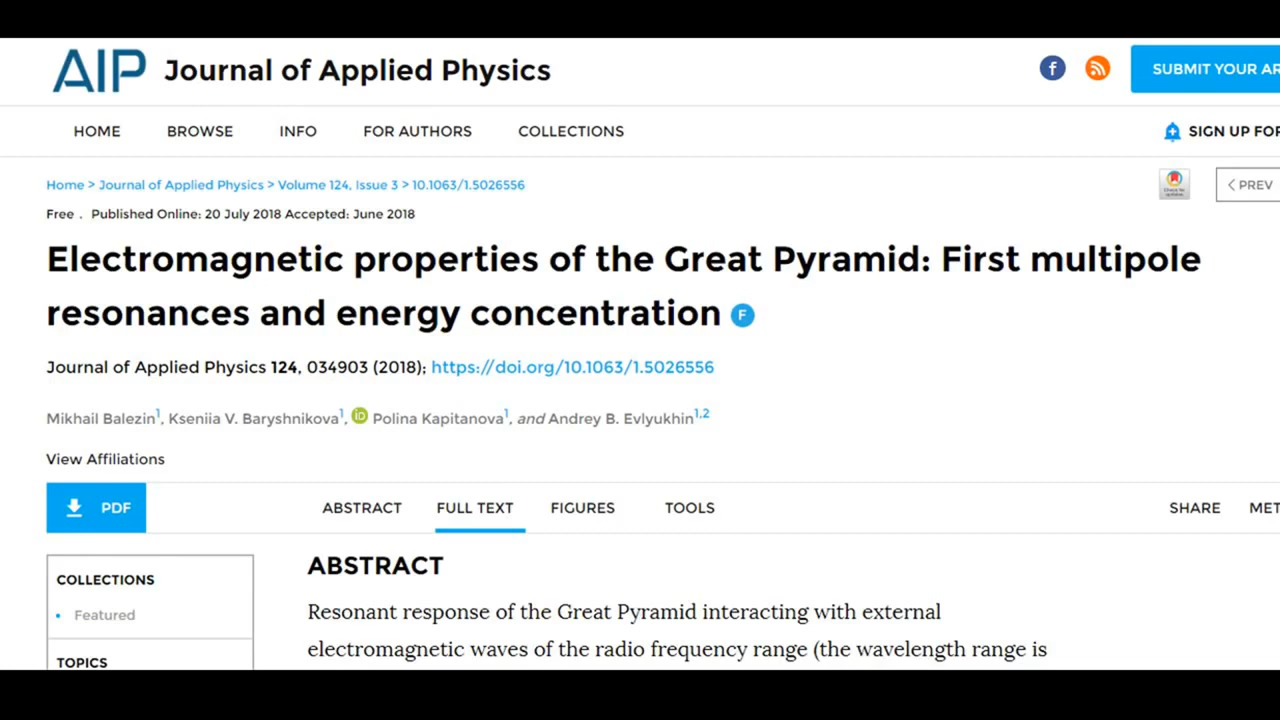 AIP Journal of Applied Physics
f
SUBMIT YOUR AR
HOME BROWSE INFO FOR AUTHORS COLLECTIONS
SIGN UP FOR
Home > Journal of Applied Physics > Volume 124, Issue 3 > 10.1063/1.5026556
Check for updates
< PREV
Free . Published Online: 20 July 2018 Accepted: June 2018
Electromagnetic properties of the Great Pyramid: First multipole
resonances and energy concentration F
Journal of Applied Physics 124, 034903 (2018); https://doi.org/10.1063/1.5026556
Mikhail Balezin1, Kseniia V. Baryshnikova1, iD Polina Kapitanova1, and Andrey B. Evlyukhin1,2
View Affiliations
PDF
ABSTRACT FULL TEXT FIGURES TOOLS
SHARE MET
COLLECTIONS
• Featured
TOPICS
ABSTRACT
Resonant response of the Great Pyramid interacting with external
electromagnetic waves of the radio frequency range (the wavelength range is